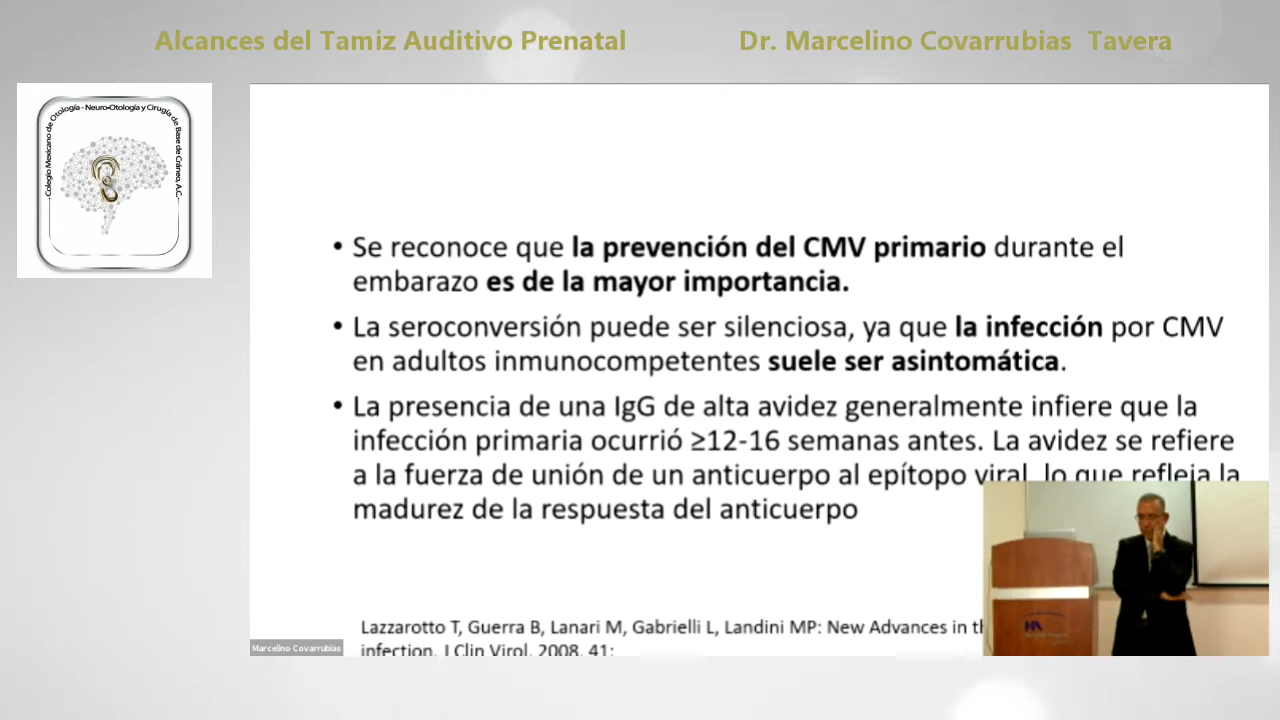 Alcances del Tamiz Auditivo Prenatal
Dr. Marcelino Covarrubias Tavera
Colegio Mexicano de Otología - Neuro-Otología y Cirugía de Base de Cráneo, A.C.
• Se reconoce que la prevención del CMV primario durante el
embarazo es de la mayor importancia.
• La seroconversión puede ser silenciosa, ya que la infección por CMV
en adultos inmunocompetentes suele ser asintomática.
• La presencia de una IgG de alta avidez generalmente infiere que la
infección primaria ocurrió ≥12-16 semanas antes. La avidez se refiere
a la fuerza de unión de un anticuerpo al epítopo viral, lo que refleja la
madurez de la respuesta del anticuerpo
Lazzarotto T, Guerra B, Lanari M, Gabrielli L, Landini MP: New Advances in
infection. J Clin Virol. 2008, 41:
Marcelino Covarrubias